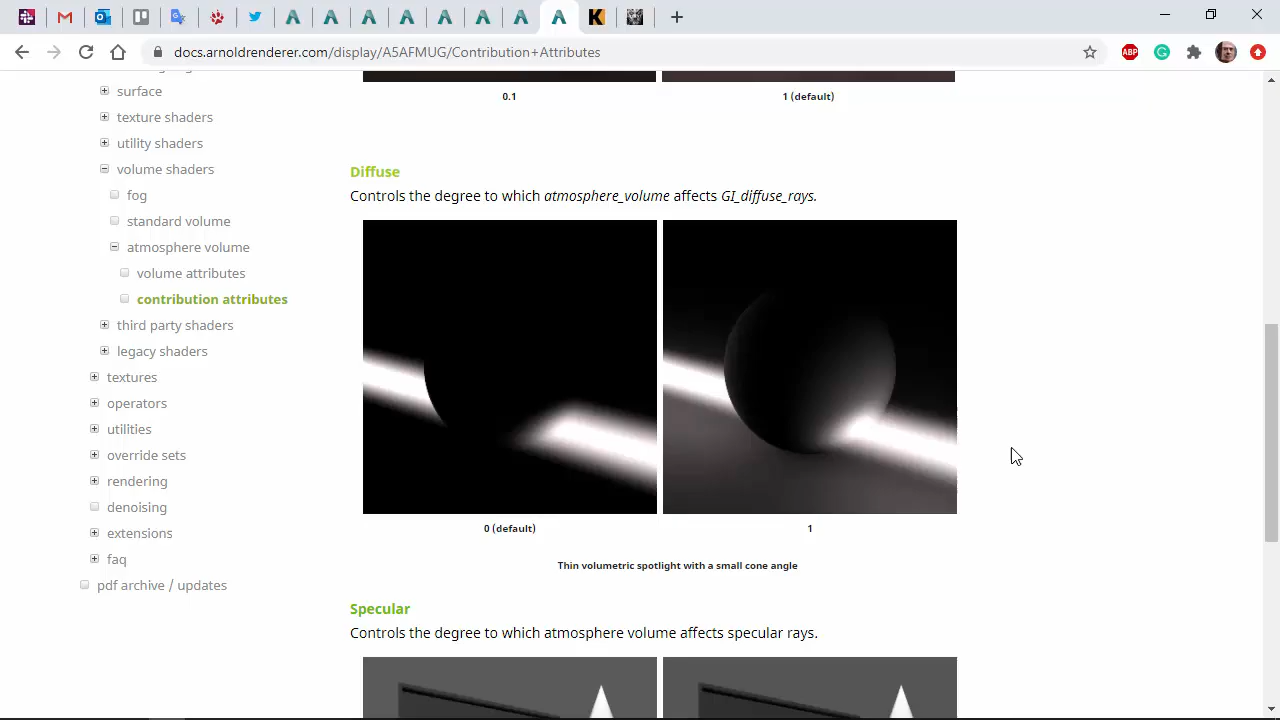 docs.arnoldrenderer.com/display/A5AFMUG/Contribution+Attributes
ABP
surface
texture shaders
utility shaders
volume shaders
fog
standard volume
atmosphere volume
volume attributes
contribution attributes
third party shaders
legacy shaders
textures
operators
utilities
override sets
rendering
denoising
extensions
faq
pdf archive / updates
0.1
1 (default)
Diffuse
Controls the degree to which atmosphere_volume affects GI_diffuse_rays.
0 (default)
1
Thin volumetric spotlight with a small cone angle
Specular
Controls the degree to which atmosphere volume affects specular rays.